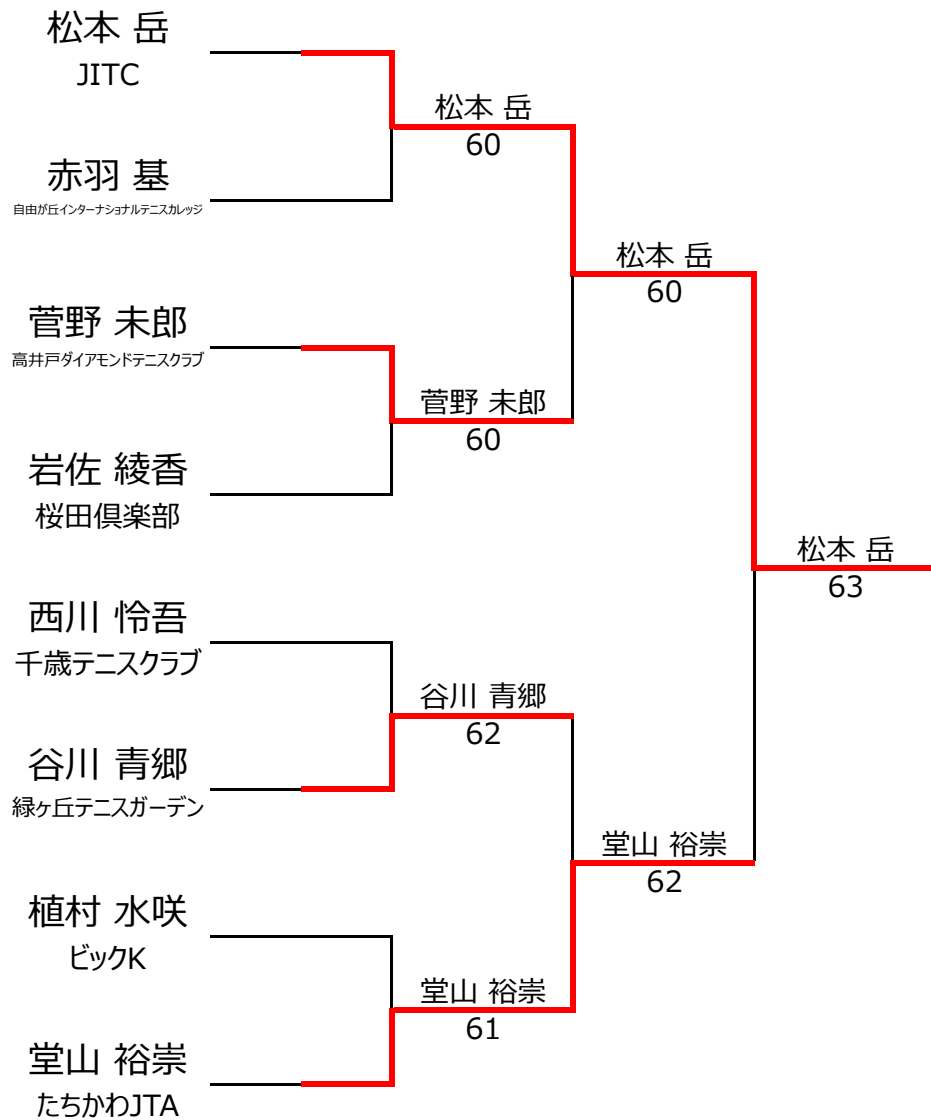 松本 岳
JITC
赤羽 基
自由が丘インターナショナルテニスカレッジ
菅野 未郎
高井戸ダイアモンドテニスクラブ
岩佐 綾香
桜田倶楽部
西川 怜吾
千歳テニスクラブ
谷川 青郷
緑ヶ丘テニスガーデン
植村 水咲
ビックK
堂山 裕崇
たちかわJTA
松本 岳
60
菅野 未郎
60
谷川 青郷
62
堂山 裕崇
61
松本 岳
60
堂山 裕崇
62
松本 岳
63